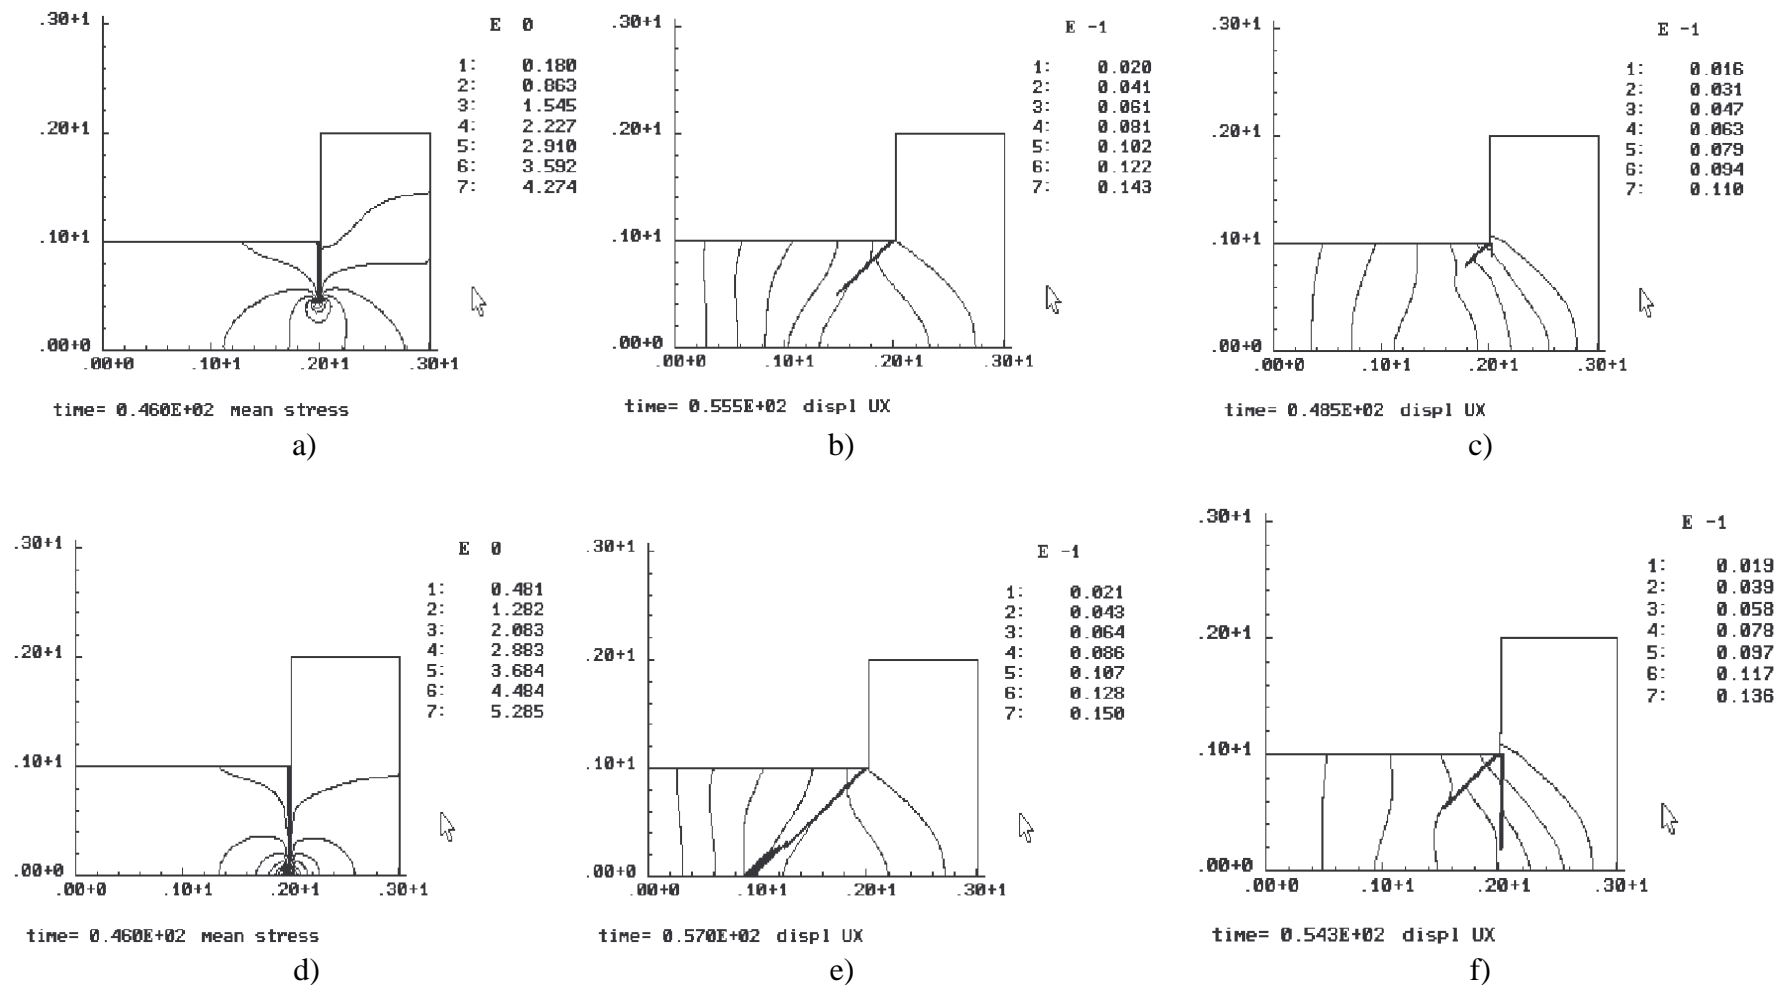 .30+1
.20+1
.10+1
.00+0
.00+0 .10+1 .20+1 .30+1
E 0
1: 0.180
2: 0.863
3: 1.545
4: 2.227
5: 2.910
6: 3.592
7: 4.274
time= 0.460E+02 mean stress
a)
.30+1
.20+1
.10+1
.00+0
.00+0 .10+1 .20+1 .30+1
E -1
1: 0.020
2: 0.041
3: 0.061
4: 0.081
5: 0.102
6: 0.122
7: 0.143
time= 0.555E+02 displ UX
b)
.30+1
.20+1
.10+1
.00+0
.00+0 .10+1 .20+1 .30+1
E -1
1: 0.016
2: 0.031
3: 0.047
4: 0.063
5: 0.079
6: 0.094
7: 0.110
time= 0.485E+02 displ UX
c)
.30+1
.20+1
.10+1
.00+0
.00+0 .10+1 .20+1 .30+1
E 0
1: 0.481
2: 1.282
3: 2.083
4: 2.883
5: 3.684
6: 4.484
7: 5.285
time= 0.460E+02 mean stress
d)
.30+1
.20+1
.10+1
.00+0
.00+0 .10+1 .20+1 .30+1
E -1
1: 0.021
2: 0.043
3: 0.064
4: 0.086
5: 0.107
6: 0.128
7: 0.150
time= 0.570E+02 displ UX
e)
.30+1
.20+1
.10+1
.00+0
.00+0 .10+1 .20+1 .30+1
E -1
1: 0.019
2: 0.039
3: 0.058
4: 0.078
5: 0.097
6: 0.117
7: 0.136
time= 0.543E+02 displ UX
f)